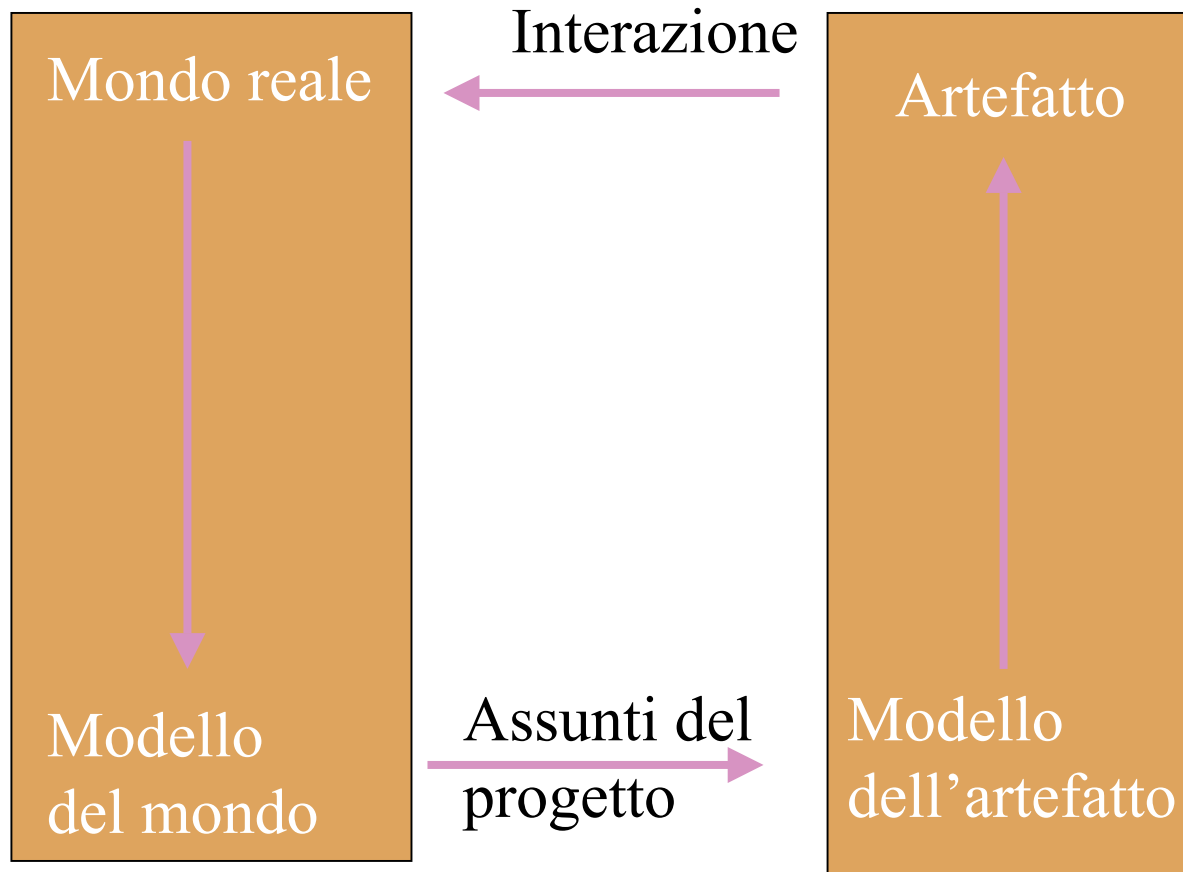 Interazione
Mondo reale
Artefatto
Modello
del mondo
Assunti del
progetto
Modello
dell’artefatto